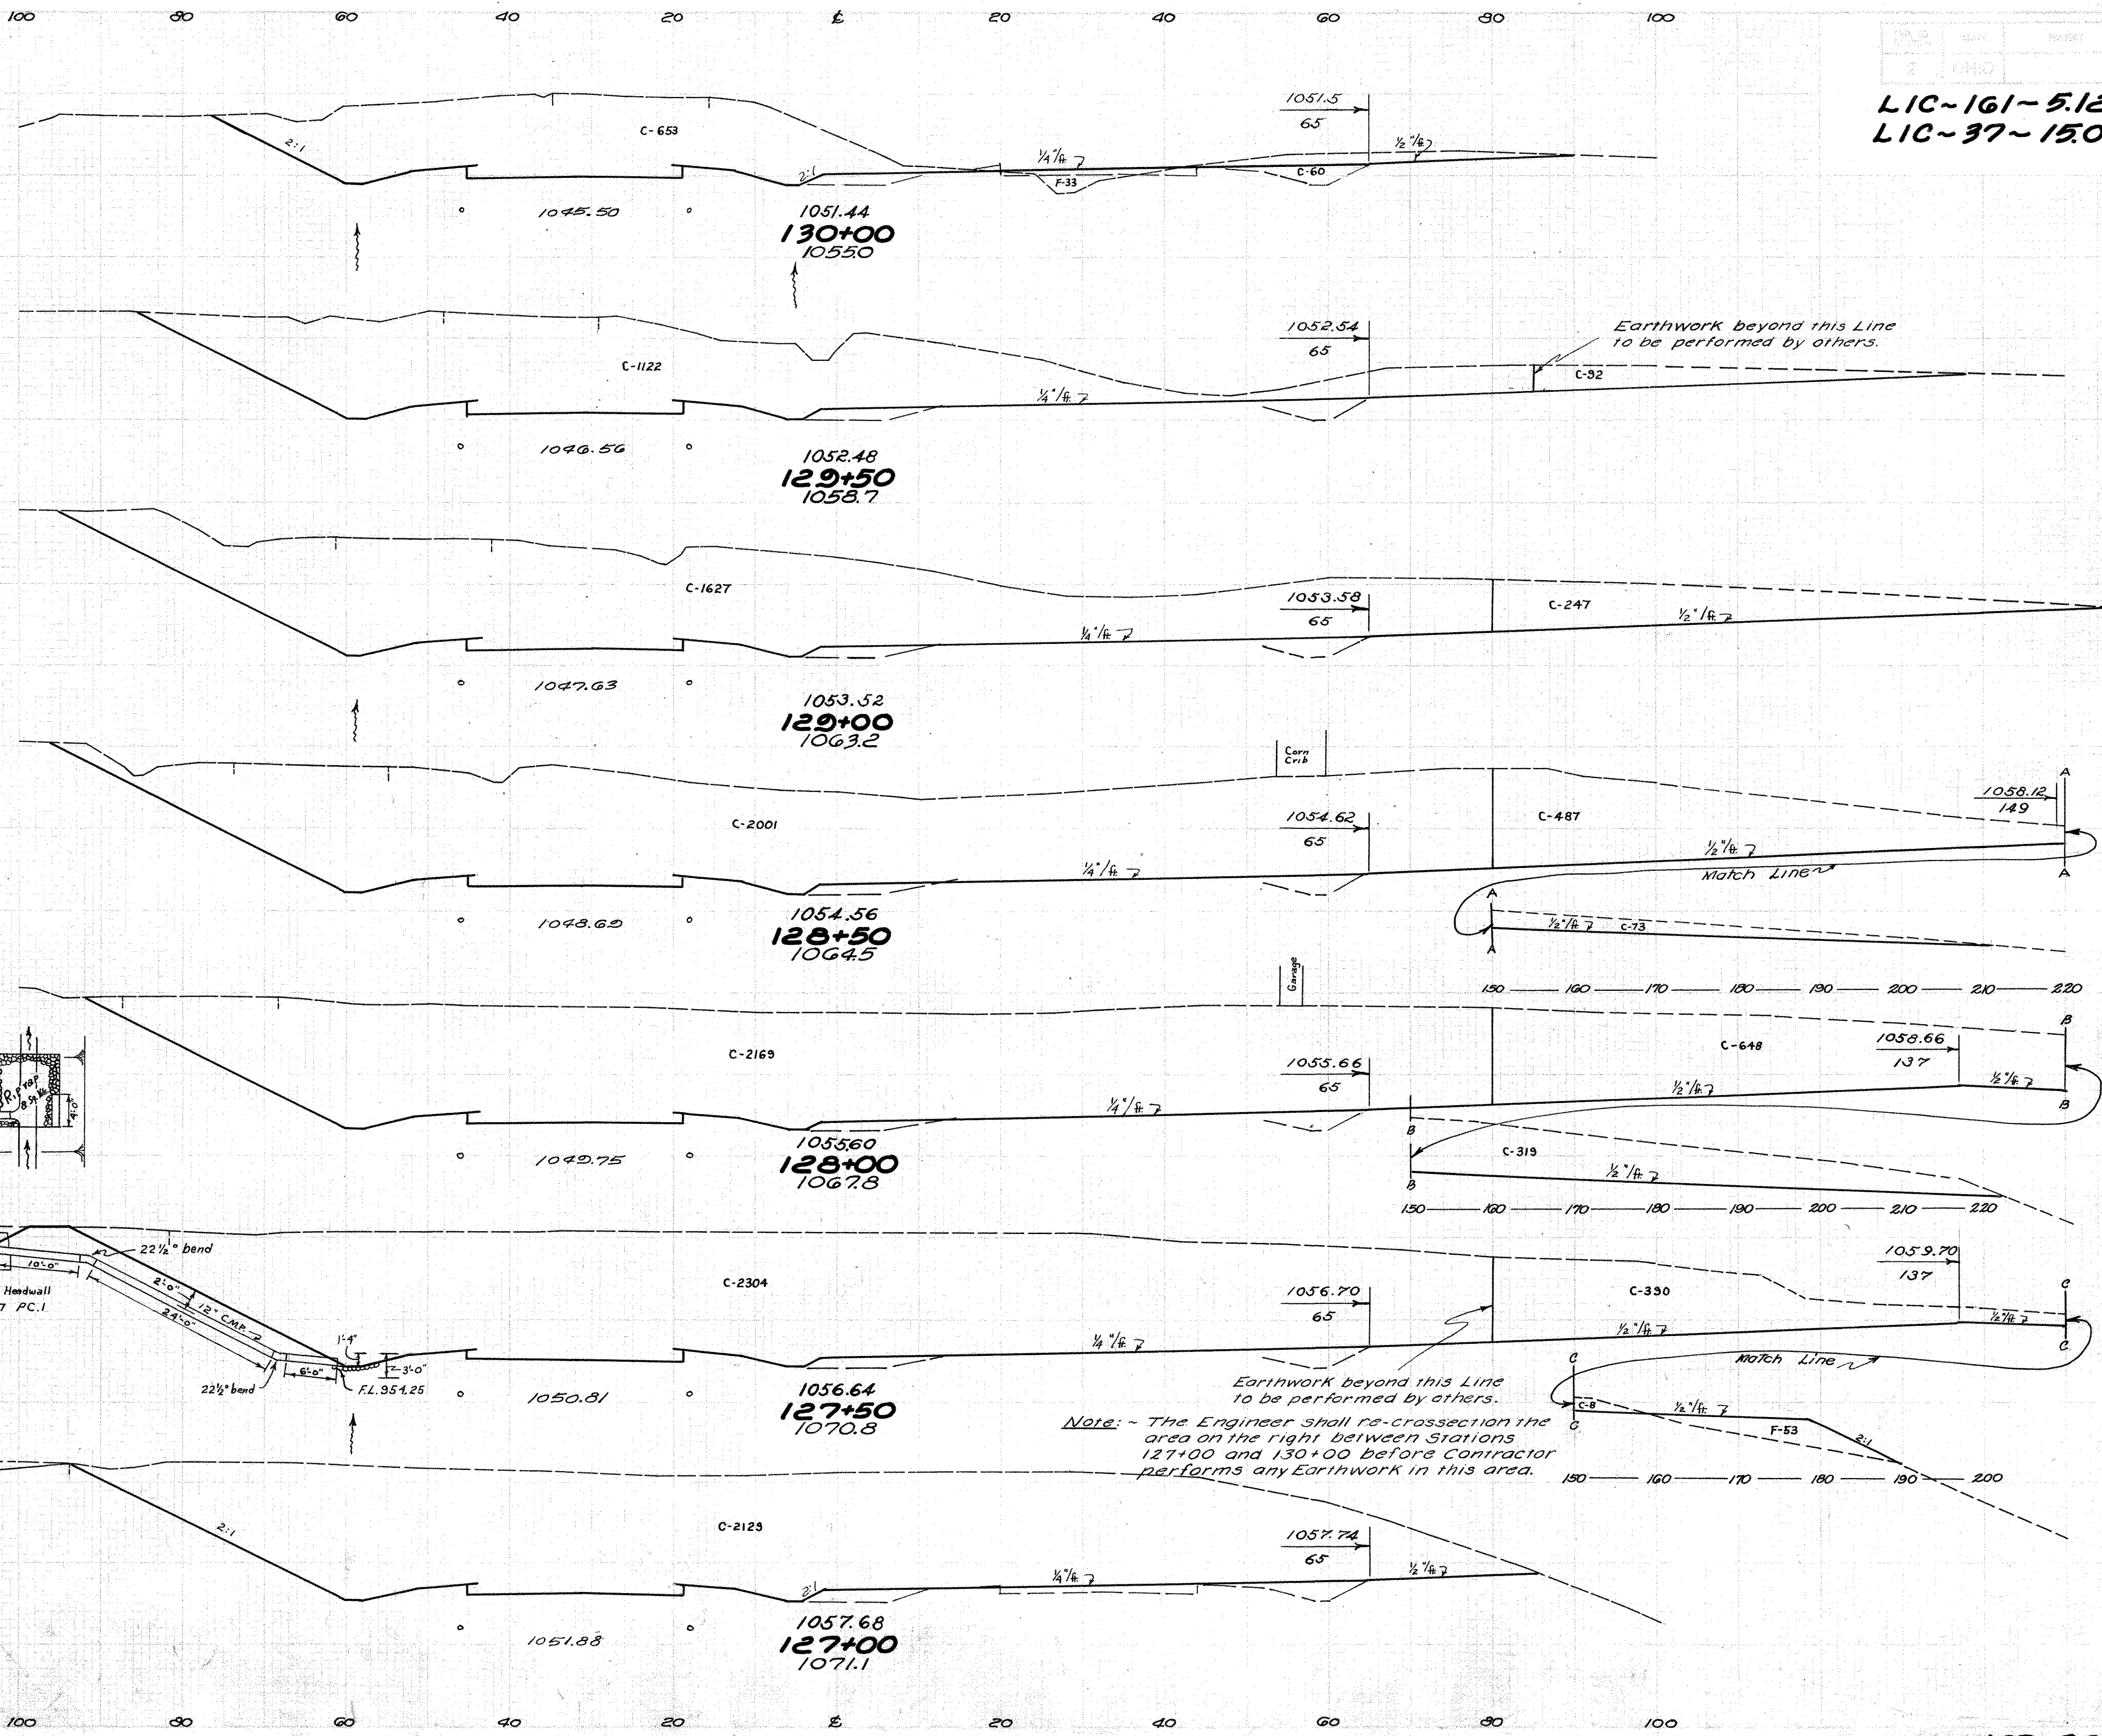 100 80 60 40 20 ℄ 20 40 60 80 100
OHIO
2
LIC~161~5.12
LIC~37~15.0
1051.5
65
C-653
2:1
2:1
1/4"/ft.
1/2"/ft.
F-33
C-60
1045.50
1051.44
130+00
1055.0
1052.54
65
Earthwork beyond this Line
to be performed by others.
C-1122
C-92
1/4"/ft.
1046.56
1052.48
129+50
1058.7
C-1627
1053.58
65
C-247
1/4"/ft.
1/2"/ft.
1047.63
1053.52
129+00
1063.2
Corn
Crib
A
1058.12
149
C-2001
1054.62
65
C-487
1/4"/ft.
1/2"/ft.
Match Line
A
A
1/2"/ft. C-73
A
1048.69
1054.56
128+50
1064.5
Garage
150 160 170 180 190 200 210 220
B
C-2169
C-648
1058.66
137
1055.66
65
1/4"/ft.
1/2"/ft.
1/2"/ft.
B
Rip rap
4'-0"
B
C-319
1/2"/ft.
B
1049.75
1055.60
128+00
1067.8
150 160 170 180 190 200 210 220
22½° bend
10'-0"
Headwall
PC.1
2'-0"
12" C.M.P.
24'-0"
1'-4"
3'-0"
6'-0"
22½° bend
F.L. 954.25
C-2304
1056.70
65
C-390
1059.70
137
C
1/4"/ft.
1/2"/ft.
1/2"/ft.
C
Match Line
C
C-8
1/2"/ft.
F-53
2:1
C
1050.81
1056.64
127+50
1070.8
Earthwork beyond this Line
to be performed by others.
Note:~ The Engineer shall re-crossection the
area on the right between Stations
127+00 and 130+00 before Contractor
performs any Earthwork in this area.
150 160 170 180 190 200
2:1
C-2129
1057.74
65
2:1
1/4"/ft.
1/2"/ft.
1051.88
1057.68
127+00
1071.1
100 80 60 40 20 ℄ 20 40 60 80 100